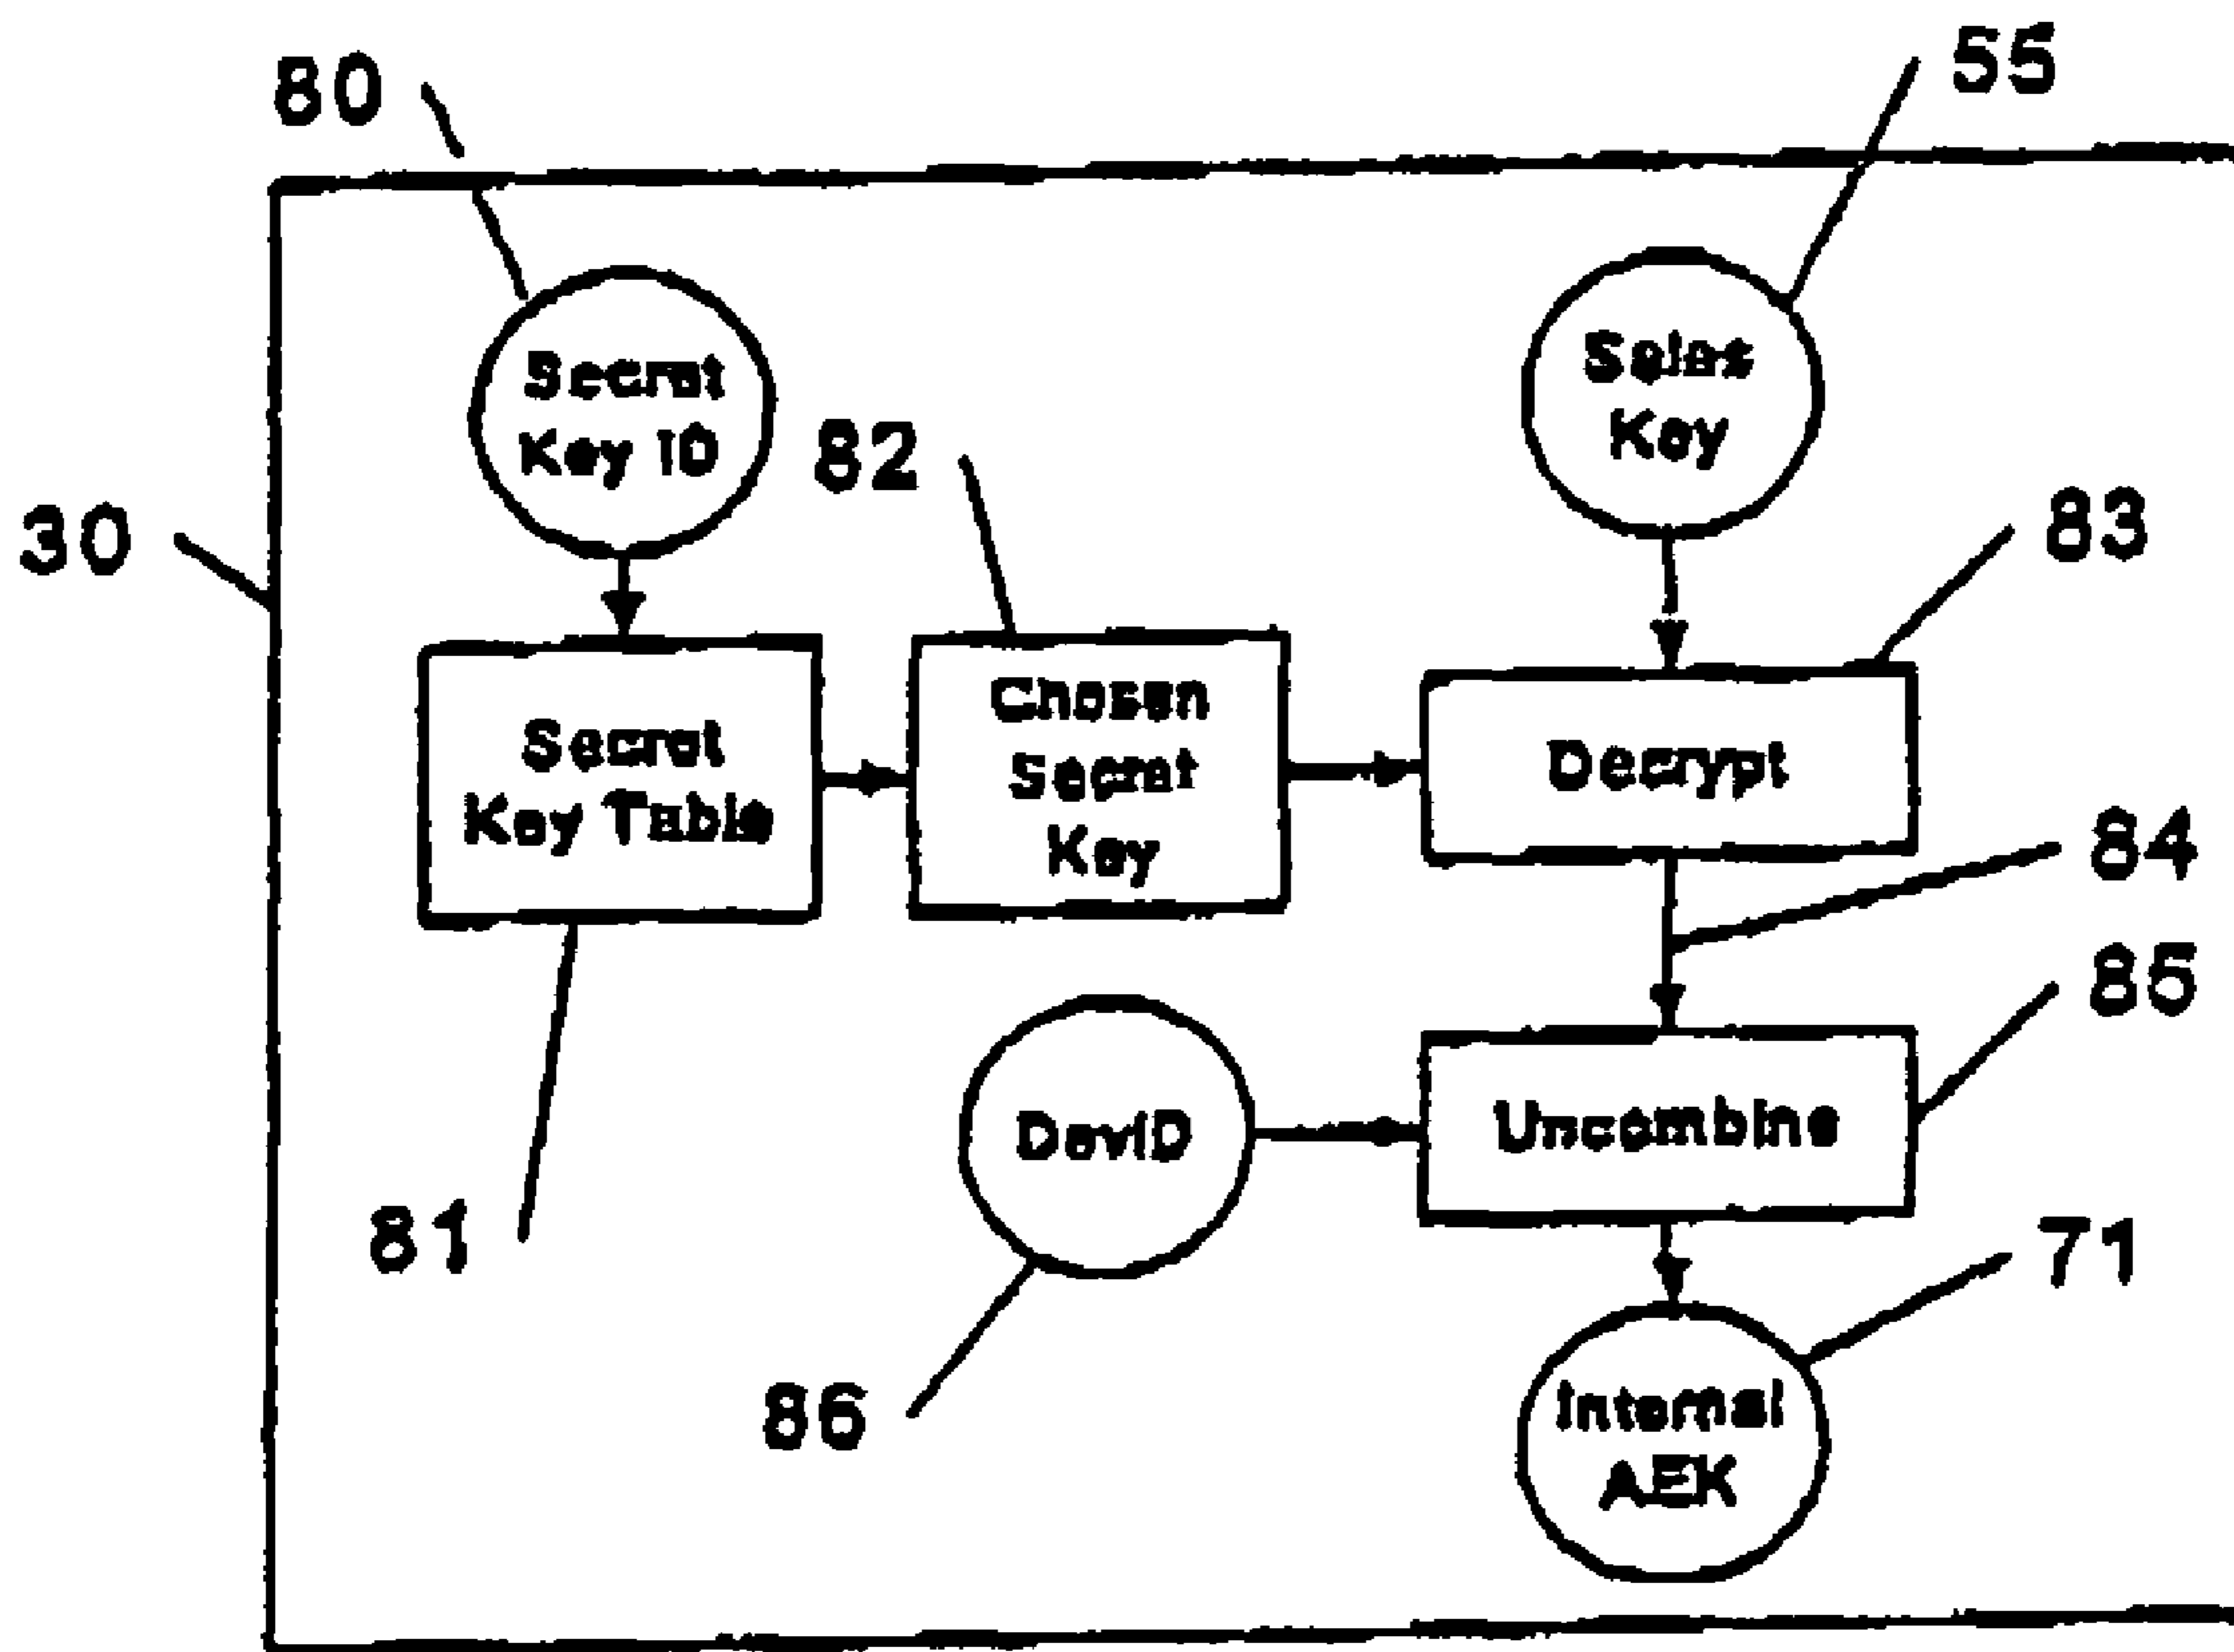 80
55
Secret
Key ID
Sales
Key
82
30
83
Secret
Key Table
Chosen
Secret
Key
Decrypt
84
85
DevID
Uncombine
81
71
86
Internal
AEK